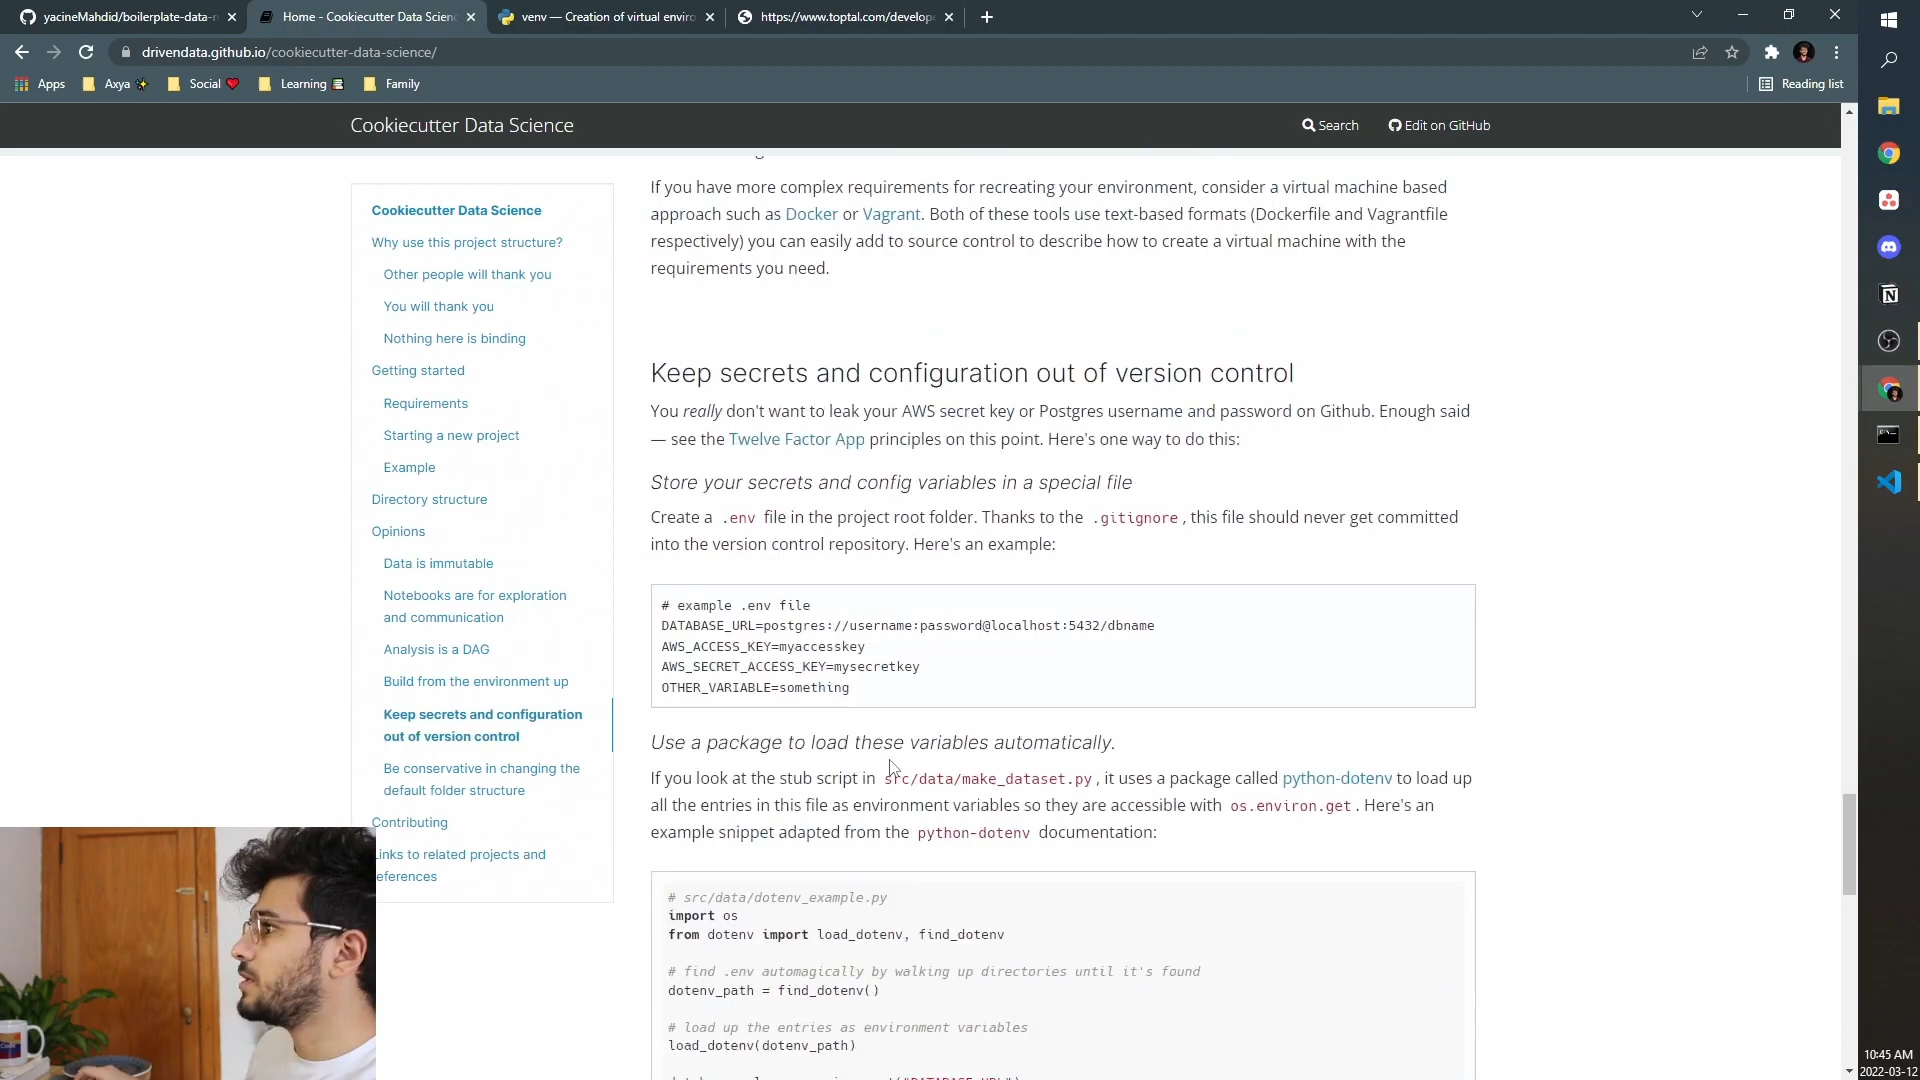 yacineMahdid/boilerplate-data-r
Home - Cookiecutter Data Scienc
venv — Creation of virtual enviro
https://www.toptal.com/develope
drivendata.github.io/cookiecutter-data-science/
Apps
Axya
Social
Learning
Family
Reading list
Cookiecutter Data Science
Search
Edit on GitHub
Cookiecutter Data Science
Why use this project structure?
Other people will thank you
You will thank you
Nothing here is binding
Getting started
Requirements
Starting a new project
Example
Directory structure
Opinions
Data is immutable
Notebooks are for exploration
and communication
Analysis is a DAG
Build from the environment up
Keep secrets and configuration
out of version control
Be conservative in changing the
default folder structure
Contributing
Links to related projects and
eferences
If you have more complex requirements for recreating your environment, consider a virtual machine based
approach such as Docker or Vagrant. Both of these tools use text-based formats (Dockerfile and Vagrantfile
respectively) you can easily add to source control to describe how to create a virtual machine with the
requirements you need.
Keep secrets and configuration out of version control
You really don't want to leak your AWS secret key or Postgres username and password on Github. Enough said
— see the Twelve Factor App principles on this point. Here's one way to do this:
Store your secrets and config variables in a special file
Create a .env file in the project root folder. Thanks to the .gitignore, this file should never get committed
into the version control repository. Here's an example:
# example .env file
DATABASE_URL=postgres://username:password@localhost:5432/dbname
AWS_ACCESS_KEY=myaccesskey
AWS_SECRET_ACCESS_KEY=mysecretkey
OTHER_VARIABLE=something
Use a package to load these variables automatically.
If you look at the stub script in src/data/make_dataset.py, it uses a package called python-dotenv to load up
all the entries in this file as environment variables so they are accessible with os.environ.get. Here's an
example snippet adapted from the python-dotenv documentation:
# src/data/dotenv_example.py
import os
from dotenv import load_dotenv, find_dotenv
# find .env automagically by walking up directories until it's found
dotenv_path = find_dotenv()
# load up the entries as environment variables
load_dotenv(dotenv_path)
10:45 AM
2022-03-12